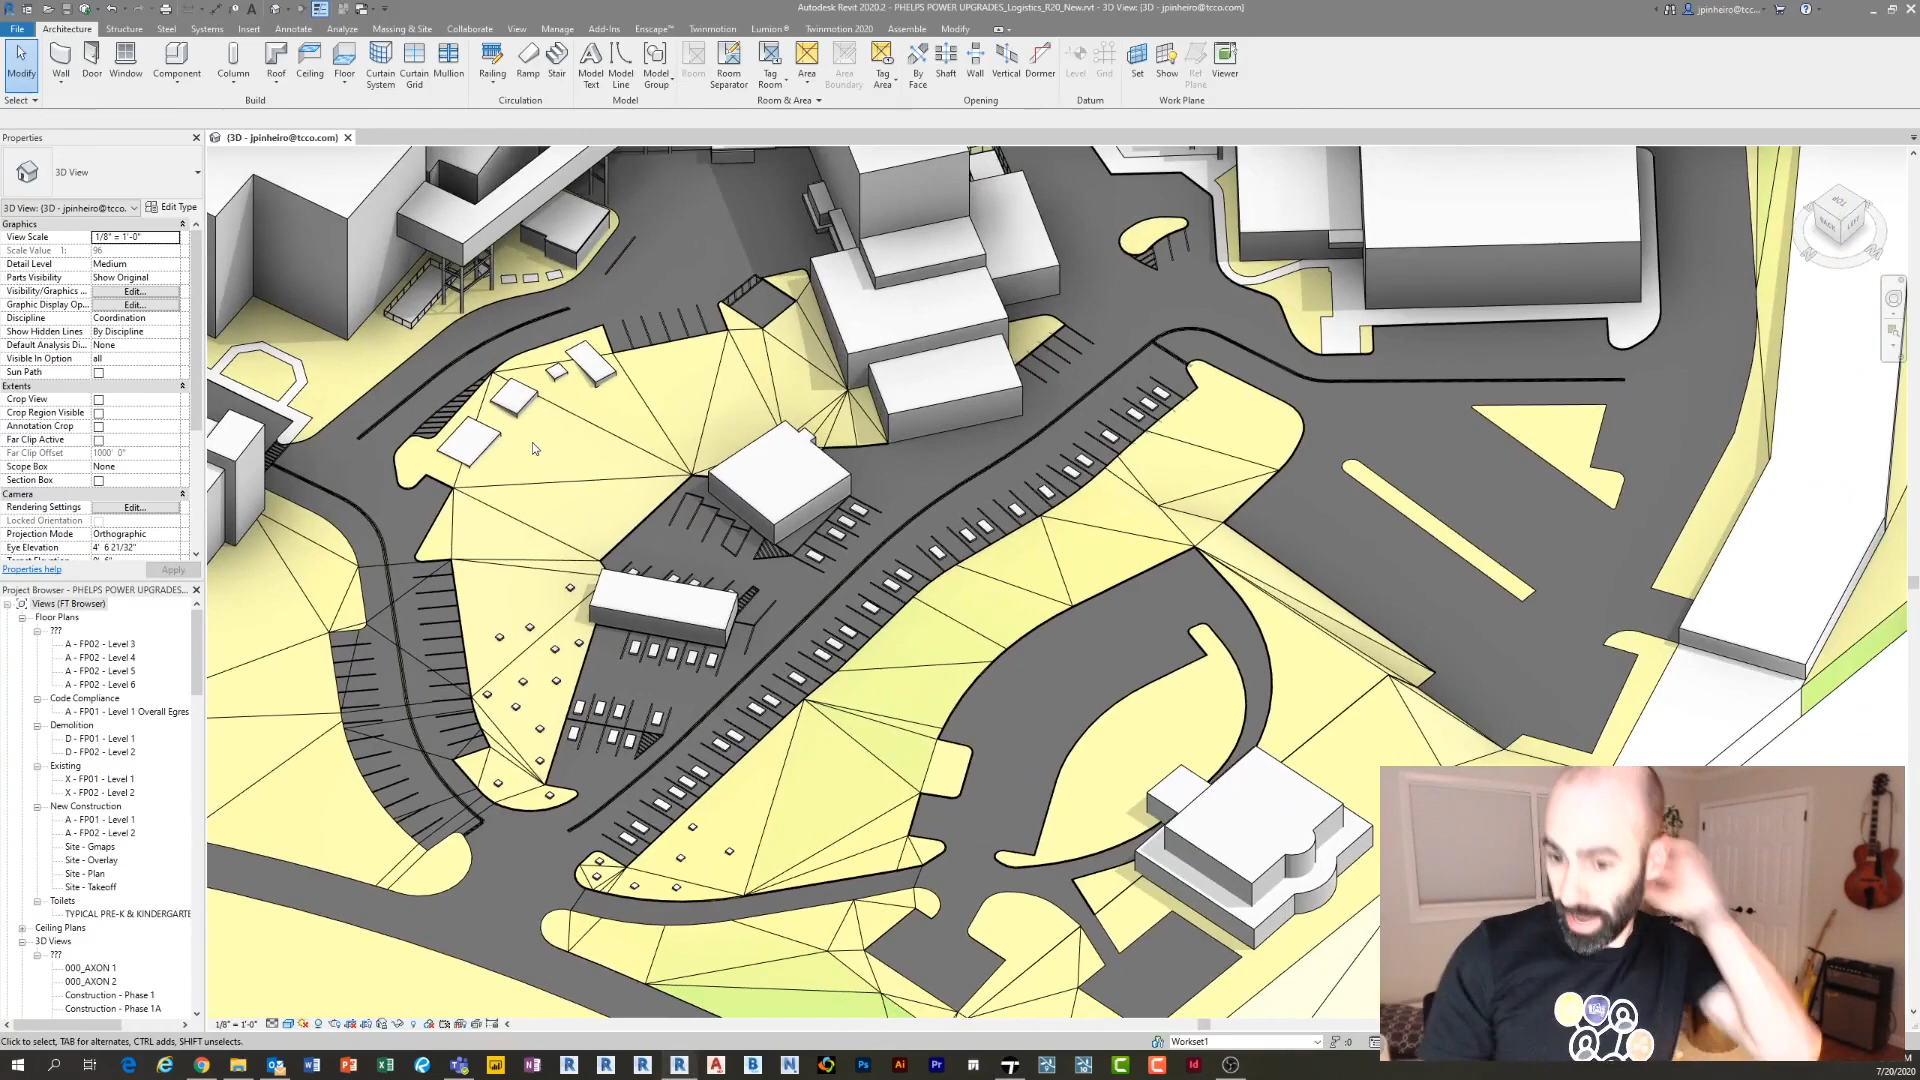 Autodesk Revit 2020.2 - PHELPS POWER UPGRADES_Logistics_R20_New.rvt - 3D View: {3D - jpinheiro@tcco.com}
jpinheiro@tcc...
File Architecture Structure Steel Systems Insert Annotate Analyze Massing & Site Collaborate View Manage Add-Ins Enscape™ Twinmotion Lumion® Twinmotion 2020 Assemble Modify
Modify Wall Door Window Component Column Roof Ceiling Floor Curtain System Curtain Grid Mullion Railing Ramp Stair Model Text Model Line Model Group Room Room Separator Tag Room Area Area Boundary Tag Area By Face Shaft Wall Vertical Dormer Level Grid Set Show Ref Plane Viewer
Select Build Circulation Model Room & Area Opening Datum Work Plane
Properties
{3D - jpinheiro@tcco.com}
3D View
3D View: {3D - jpinheiro@tcco. Edit Type
Graphics
View Scale 1/8" = 1'-0"
Scale Value 1: 96
Detail Level Medium
Parts Visibility Show Original
Visibility/Graphics ... Edit...
Graphic Display Op... Edit...
Discipline Coordination
Show Hidden Lines By Discipline
Default Analysis Di... None
Visible In Option all
Sun Path
Extents
Crop View
Crop Region Visible
Annotation Crop
Far Clip Active
Far Clip Offset 1000' 0"
Scope Box None
Section Box
Camera
Rendering Settings Edit...
Locked Orientation
Projection Mode Orthographic
Eye Elevation 4' 6 21/32"
Properties help Apply
Project Browser - PHELPS POWER UPGRADES...
Views (FT Browser)
Floor Plans
???
A - FP02 - Level 3
A - FP02 - Level 4
A - FP02 - Level 5
A - FP02 - Level 6
Code Compliance
A - FP01 - Level 1 Overall Egres
Demolition
D - FP01 - Level 1
D - FP02 - Level 2
Existing
X - FP01 - Level 1
X - FP02 - Level 2
New Construction
A - FP01 - Level 1
A - FP02 - Level 2
Site - Gmaps
Site - Overlay
Site - Plan
Site - Takeoff
Toilets
TYPICAL PRE-K & KINDERGARTE
Ceiling Plans
3D Views
???
000_AXON 1
000_AXON 2
Construction - Phase 1
Construction - Phase 1A
TOP
BACK
LEFT
1/8" = 1'-0"
Click to select, TAB for alternates, CTRL adds, SHIFT unselects.
Workset1
:0
7/20/2020